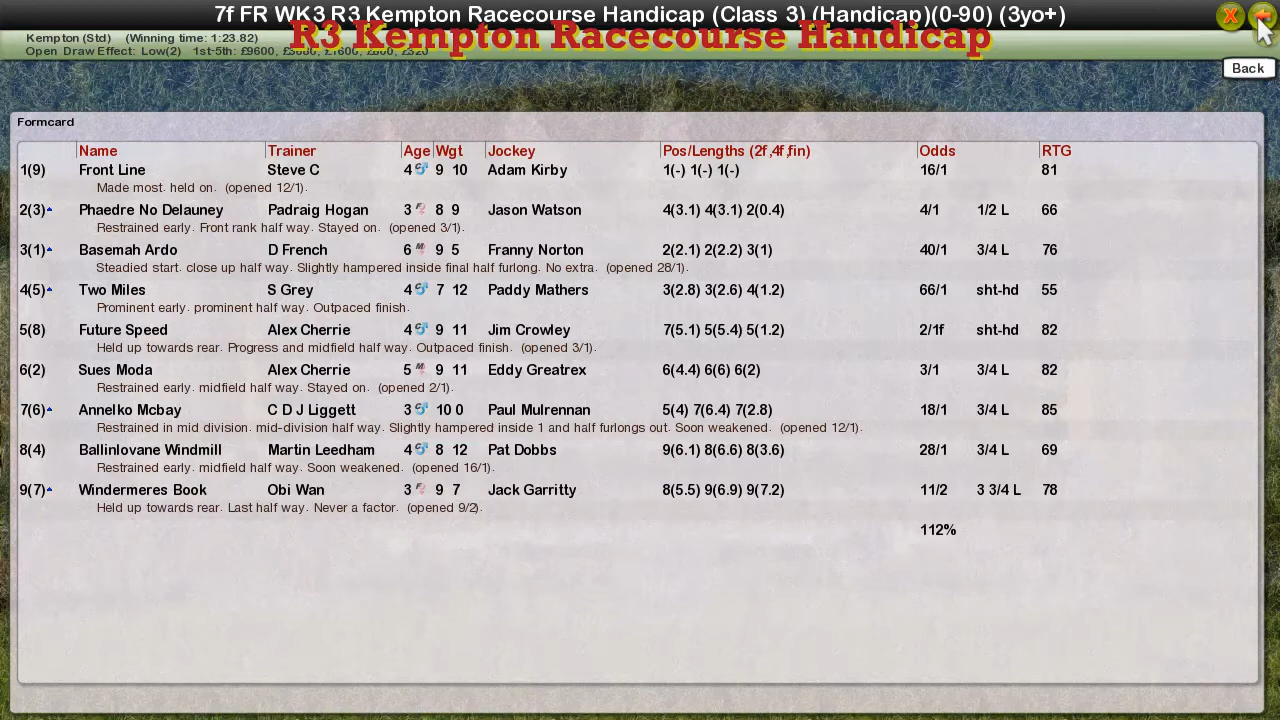 7f FR WK3 R3 Kempton Racecourse Handicap (Class 3) (Handicap)(0-90) (3yo+)
X
Kempton (Std) (Winning time: 1:23.82)
R3 Kempton Racecourse Handicap
Open Draw Effect: Low(2) 1st-5th: £9600, £1600, £800, £320
Back
Formcard
Name Trainer Age Wgt Jockey Pos/Lengths (2f,4f,fin) Odds RTG
1(9) Front Line Steve C 4 9 10 Adam Kirby 1(-) 1(-) 1(-) 16/1 81
Made most. held on. (opened 12/1).
2(3) Phaedre No Delauney Padraig Hogan 3 8 9 Jason Watson 4(3.1) 4(3.1) 2(0.4) 4/1 1/2 L 66
Restrained early. Front rank half way. Stayed on. (opened 3/1).
3(1) Basemah Ardo D French 6 9 5 Franny Norton 2(2.1) 2(2.2) 3(1) 40/1 3/4 L 76
Steadied start. close up half way. Slightly hampered inside final half furlong. No extra. (opened 28/1).
4(5) Two Miles S Grey 4 7 12 Paddy Mathers 3(2.8) 3(2.6) 4(1.2) 66/1 sht-hd 55
Prominent early. prominent half way. Outpaced finish.
5(8) Future Speed Alex Cherrie 4 9 11 Jim Crowley 7(5.1) 5(5.4) 5(1.2) 2/1f sht-hd 82
Held up towards rear. Progress and midfield half way. Outpaced finish. (opened 3/1).
6(2) Sues Moda Alex Cherrie 5 9 11 Eddy Greatrex 6(4.4) 6(6) 6(2) 3/1 3/4 L 82
Restrained early. midfield half way. Stayed on. (opened 2/1).
7(6) Annelko Mcbay C D J Liggett 3 10 0 Paul Mulrennan 5(4) 7(6.4) 7(2.8) 18/1 3/4 L 85
Restrained in mid division. mid-division half way. Slightly hampered inside 1 and half furlongs out. Soon weakened. (opened 12/1).
8(4) Ballinlovane Windmill Martin Leedham 4 8 12 Pat Dobbs 9(6.1) 8(6.6) 8(3.6) 28/1 3/4 L 69
Restrained early. midfield half way. Soon weakened. (opened 16/1).
9(7) Windermeres Book Obi Wan 3 9 7 Jack Garritty 8(5.5) 9(6.9) 9(7.2) 11/2 3 3/4 L 78
Held up towards rear. Last half way. Never a factor. (opened 9/2).
112%